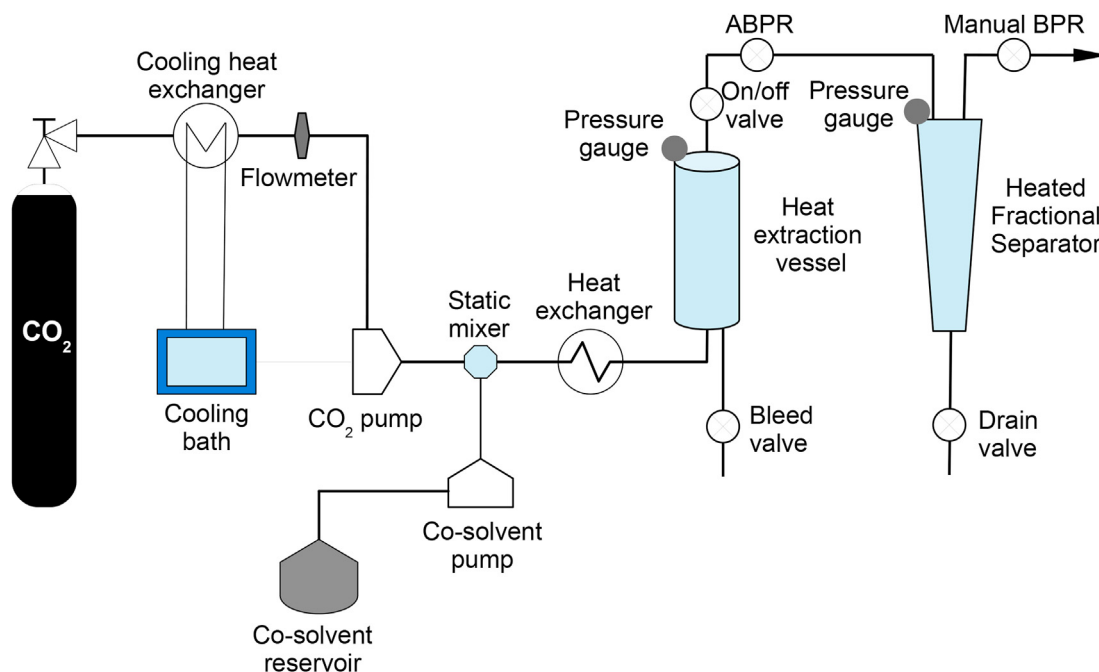 ABPR
Manual BPR
Cooling heat
exchanger
On/off
valve
Pressure
gauge
Pressure
gauge
Flowmeter
Heat
extraction
vessel
Heated
Fractional
Separator
CO2
Static
mixer
Heat
exchanger
Cooling
bath
CO2 pump
Bleed
valve
Drain
valve
Co-solvent
pump
Co-solvent
reservoir